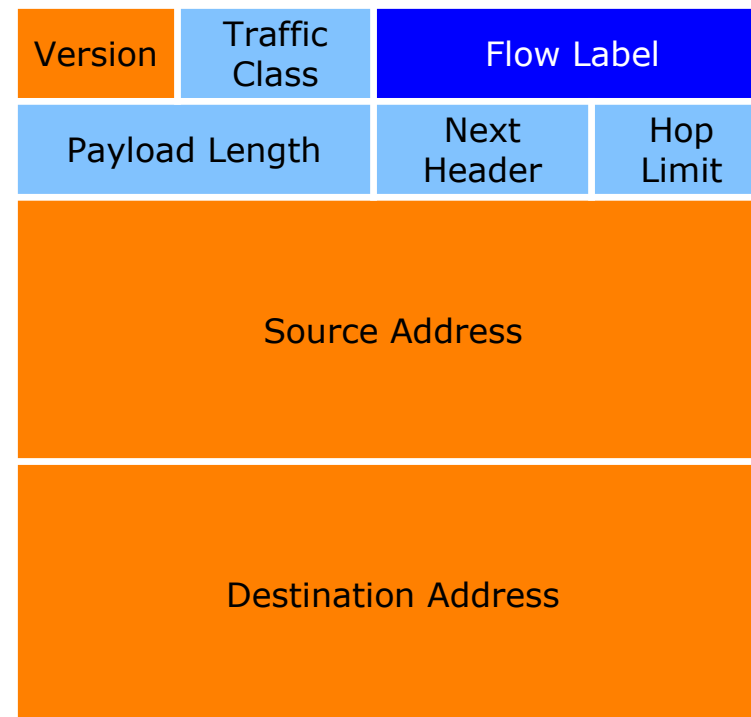 Version
Traffic
Class
Flow Label
Payload Length
Next
Header
Hop
Limit
Source Address
Destination Address